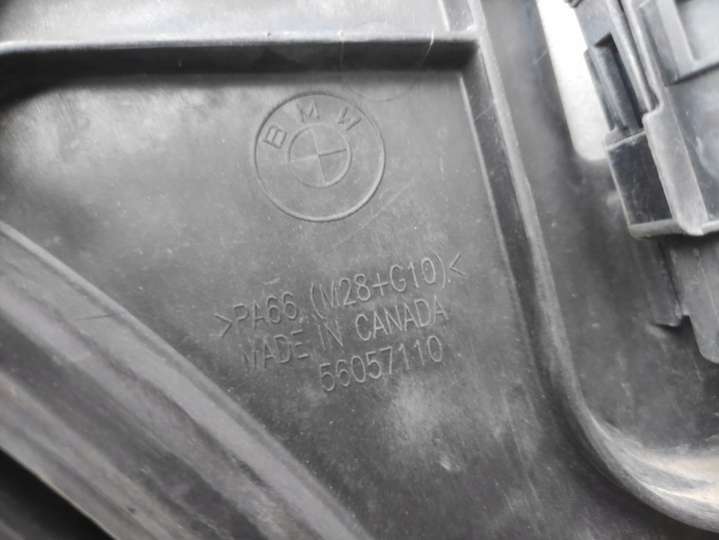 BMW
>PA66 (M28+G10)<
MADE IN CANADA
56057110